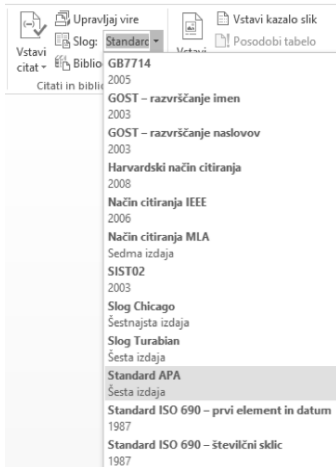 Upravljaj vire
Vstavi kazalo slik
Slog: Standarc
Posodobi tabelo
Vstavi
citat
Biblio
Citati in biblio
GB7714
2005
GOST – razvrščanje imen
2003
GOST – razvrščanje naslovov
2003
Harvardski način citiranja
2008
Način citiranja IEEE
2006
Način citiranja MLA
Sedma izdaja
SIST02
2003
Slog Chicago
Šestnajsta izdaja
Slog Turabian
Šesta izdaja
Standard APA
Šesta izdaja
Standard ISO 690 – prvi element in datum
1987
Standard ISO 690 – številčni sklic
1987